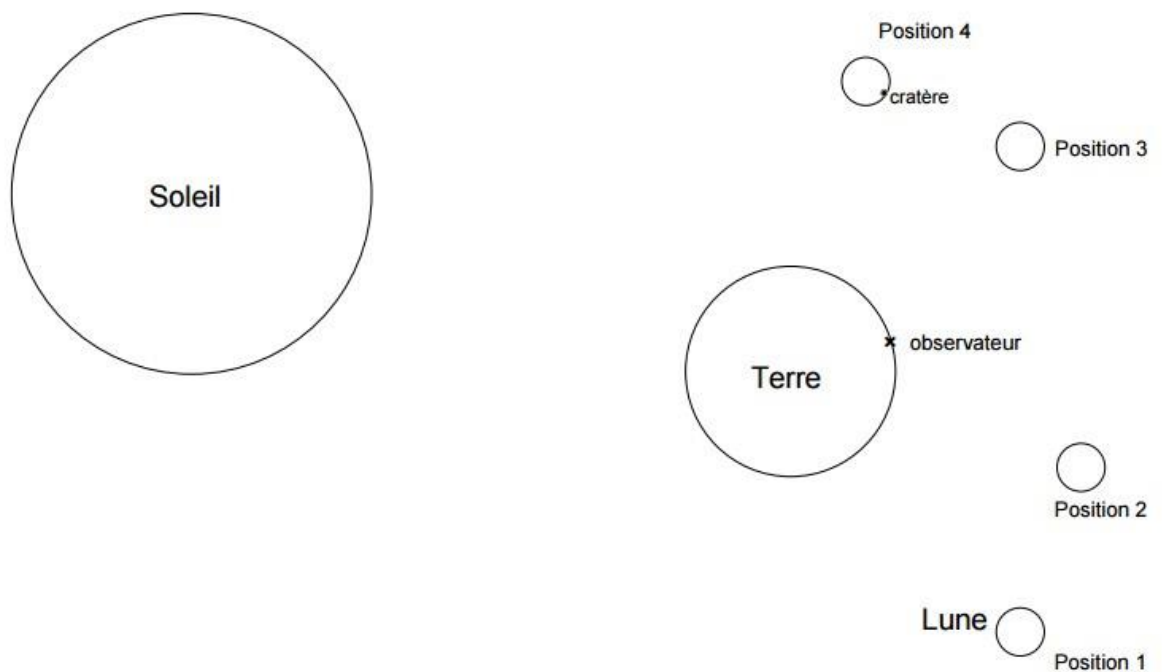 Position 4
cratère
Position 3
Soleil
observateur
Terre
Position 2
Lune
Position 1